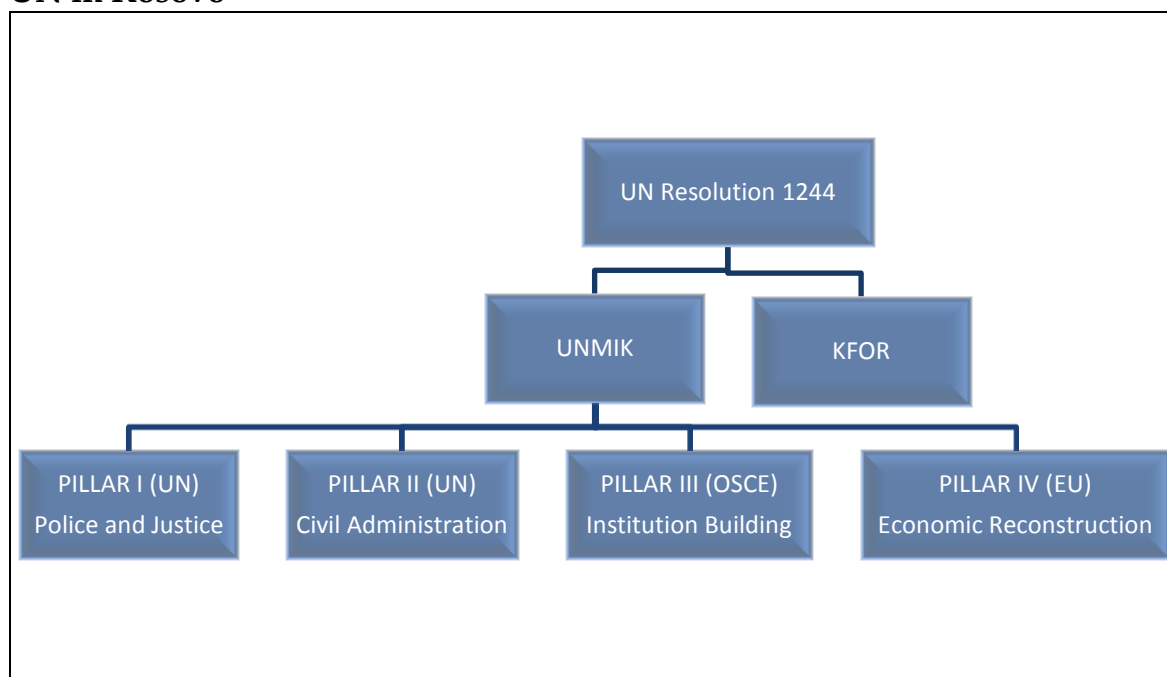 UN Resolution 1244
UNMIK
KFOR
PILLAR I (UN)
Police and Justice
PILLAR II (UN)
Civil Administration
PILLAR III (OSCE)
Institution Building
PILLAR IV (EU)
Economic Reconstruction